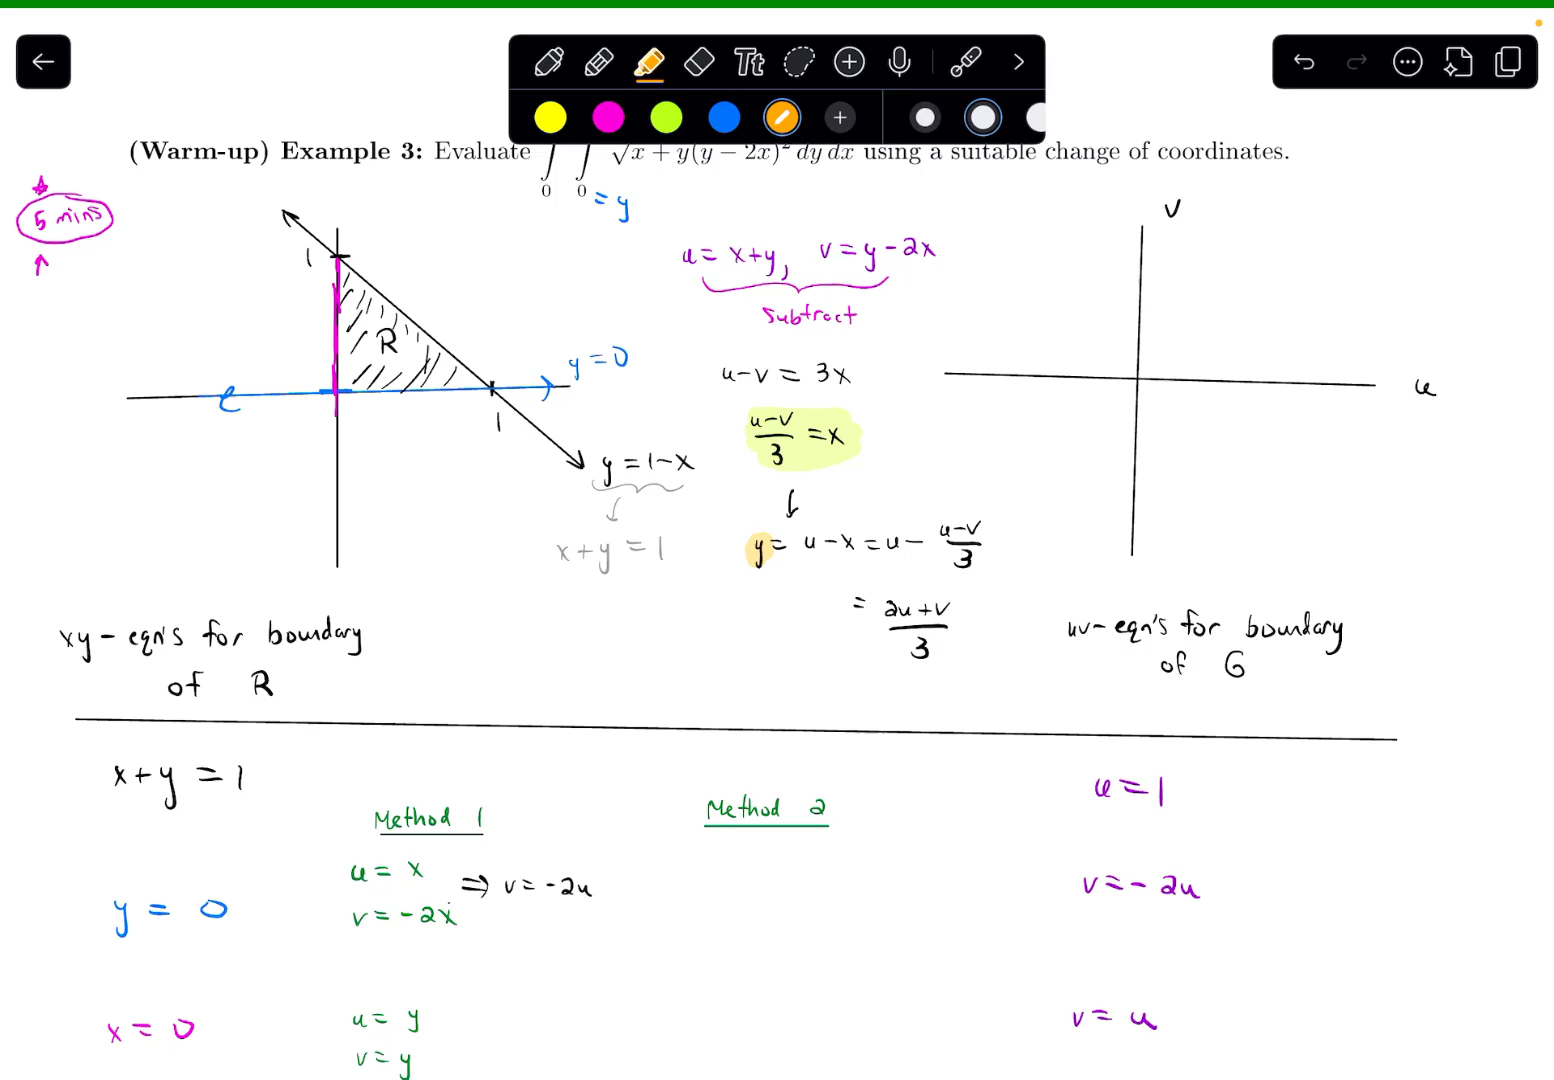 Tt
(Warm-up) Example 3: Evaluate ∫₀ ∫₀ √x + y(y − 2x)² dy dx using a suitable change of coordinates.
= y
5 mins
V
u = x+y, v = y-2x
Subtract
1
R
y = 0
u-v = 3x
u
u-v/3 = x
1
y = 1-x
x+y = 1
y = u-x = u - u-v/3
= 2u+v/3
xy-eqn's for boundary
of R
uv-eqn's for boundary
of G
x+y = 1
u = 1
Method 1
Method 2
u = x
⇒ v = -2u
v = -2x
y = 0
v = -2u
x = 0
u = y
v = y
v = u